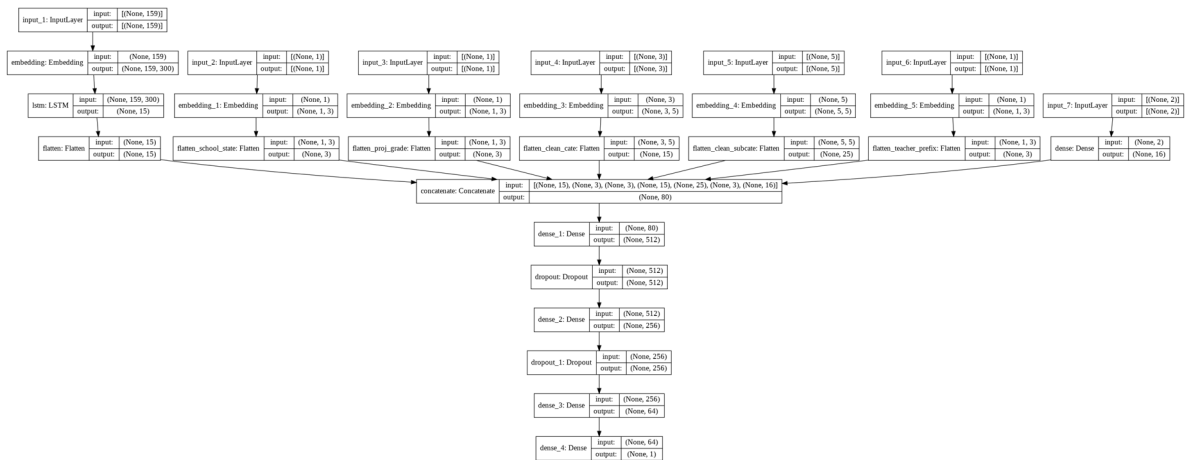 input_1: InputLayer input: [(None, 159)]
output: [(None, 159)]
embedding: Embedding input: (None, 159)
output: (None, 159, 300)
input_2: InputLayer input: [(None, 1)]
output: [(None, 1)]
input_3: InputLayer input: [(None, 1)]
output: [(None, 1)]
input_4: InputLayer input: [(None, 3)]
output: [(None, 3)]
input_5: InputLayer input: [(None, 5)]
output: [(None, 5)]
input_6: InputLayer input: [(None, 1)]
output: [(None, 1)]
lstm: LSTM input: (None, 159, 300)
output: (None, 15)
embedding_1: Embedding input: (None, 1)
output: (None, 1, 3)
embedding_2: Embedding input: (None, 1)
output: (None, 1, 3)
embedding_3: Embedding input: (None, 3)
output: (None, 3, 5)
embedding_4: Embedding input: (None, 5)
output: (None, 5, 5)
embedding_5: Embedding input: (None, 1)
output: (None, 1, 3)
input_7: InputLayer input: [(None, 2)]
output: [(None, 2)]
flatten: Flatten input: (None, 15)
output: (None, 15)
flatten_school_state: Flatten input: (None, 1, 3)
output: (None, 3)
flatten_proj_grade: Flatten input: (None, 1, 3)
output: (None, 3)
flatten_clean_cate: Flatten input: (None, 3, 5)
output: (None, 15)
flatten_clean_subcate: Flatten input: (None, 5, 5)
output: (None, 25)
flatten_teacher_prefix: Flatten input: (None, 1, 3)
output: (None, 3)
dense: Dense input: (None, 2)
output: (None, 16)
concatenate: Concatenate input: [(None, 15), (None, 3), (None, 3), (None, 15), (None, 25), (None, 3), (None, 16)]
output: (None, 80)
dense_1: Dense input: (None, 80)
output: (None, 512)
dropout: Dropout input: (None, 512)
output: (None, 512)
dense_2: Dense input: (None, 512)
output: (None, 256)
dropout_1: Dropout input: (None, 256)
output: (None, 256)
dense_3: Dense input: (None, 256)
output: (None, 64)
dense_4: Dense input: (None, 64)
output: (None, 1)